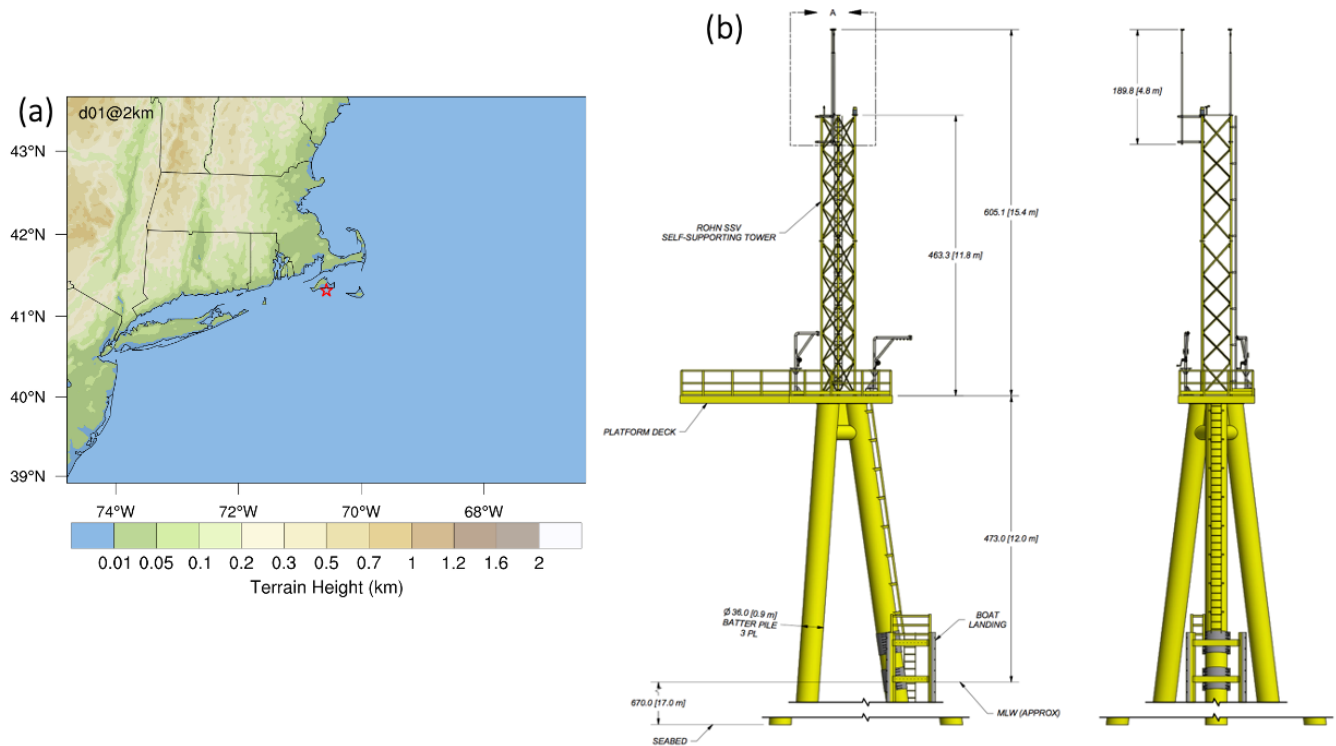 (a)
d01@2km
43°N
42°N
41°N
40°N
39°N
74°W
72°W
70°W
68°W
0.01
0.05
0.1
0.2
0.3
0.5
0.7
1
1.2
1.6
2
Terrain Height (km)
(b)
A
189.8 [4.8 m]
ROHN SSV
SELF-SUPPORTING TOWER
605.1 [15.4 m]
463.3 [11.8 m]
PLATFORM DECK
473.0 [12.0 m]
Ø 36.0 [0.9 m]
BATTER PILE
3 PL
BOAT
LANDING
670.0 [17.0 m]
MLW (APPROX)
SEABED